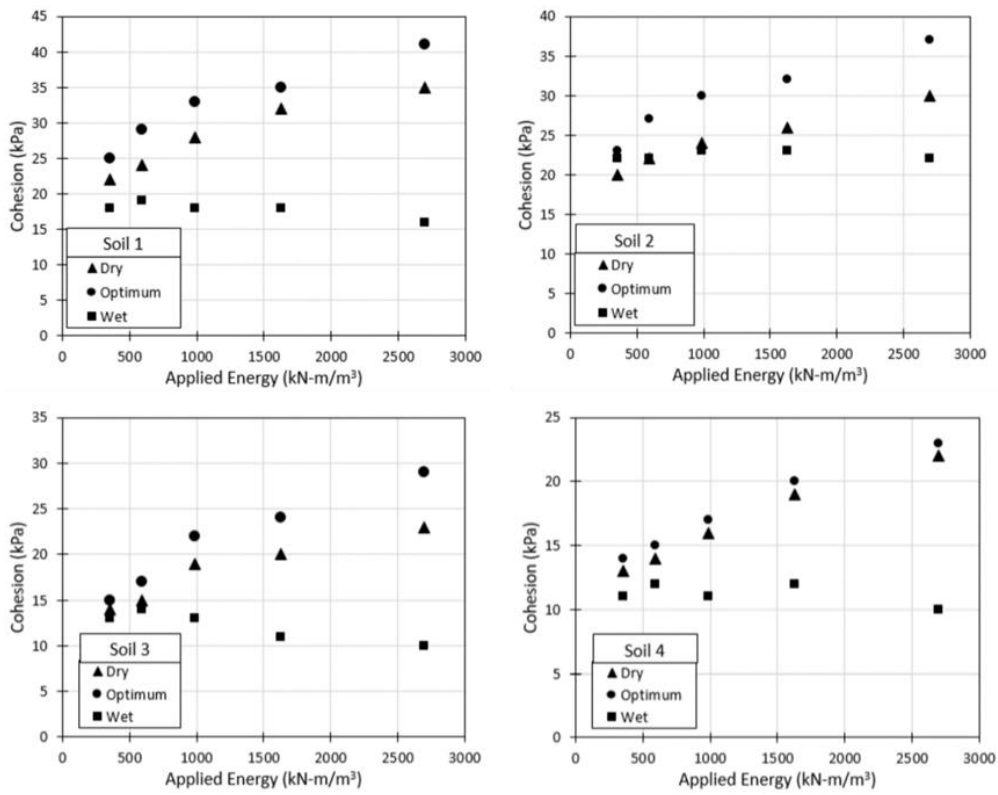 45
40
35
30
25
20
15
10
5
0
Cohesion (kPa)
Soil 1
Dry
Optimum
Wet
0 500 1000 1500 2000 2500 3000
Applied Energy (kN-m/m³)
40
35
30
25
20
15
10
5
0
Cohesion (kPa)
Soil 2
Dry
Optimum
Wet
0 500 1000 1500 2000 2500 3000
Applied Energy (kN-m/m³)
35
30
25
20
15
10
5
0
Cohesion (kPa)
Soil 3
Dry
Optimum
Wet
0 500 1000 1500 2000 2500 3000
Applied Energy (kN-m/m³)
25
20
15
10
5
0
Cohesion (kPa)
Soil 4
Dry
Optimum
Wet
0 500 1000 1500 2000 2500 3000
Applied Energy (kN-m/m³)